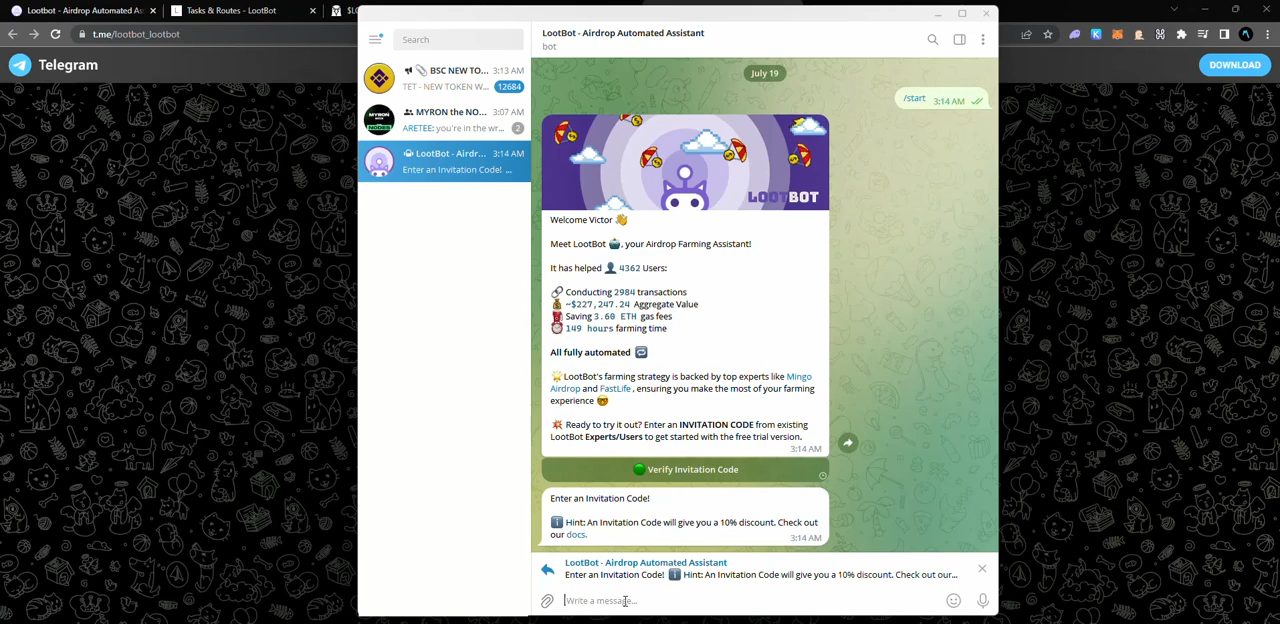 Lootbot - Airdrop Automated As
Tasks & Routes - LootBot
t.me/lootbot_lootbot
Telegram
DOWNLOAD
Search
BSC NEW TO... 3:13 AM
TET - NEW TOKEN W... 12684
MYRON the NO... 3:07 AM
ARETEE: you're in the wr... 2
LootBot - Airdr... 3:14 AM
Enter an Invitation Code! ...
LootBot - Airdrop Automated Assistant
bot
July 19
/start 3:14 AM
LOOTBOT
Welcome Victor 👋
Meet LootBot 🤖, your Airdrop Farming Assistant!
It has helped 👤 4362 Users:
🔗 Conducting 2984 transactions
💰 ~$227,247.24 Aggregate Value
Saving 3.60 ETH gas fees
⏰ 149 hours farming time
All fully automated 🔁
🌟LootBot's farming strategy is backed by top experts like Mingo
Airdrop and FastLife, ensuring you make the most of your farming
experience 🤓
💥 Ready to try it out? Enter an INVITATION CODE from existing
LootBot Experts/Users to get started with the free trial version.
3:14 AM
🟢 Verify Invitation Code
Enter an Invitation Code!
ℹ️ Hint: An Invitation Code will give you a 10% discount. Check out
our docs.
3:14 AM
LootBot - Airdrop Automated Assistant
Enter an Invitation Code! ℹ️ Hint: An Invitation Code will give you a 10% discount. Check out our...
Write a message...